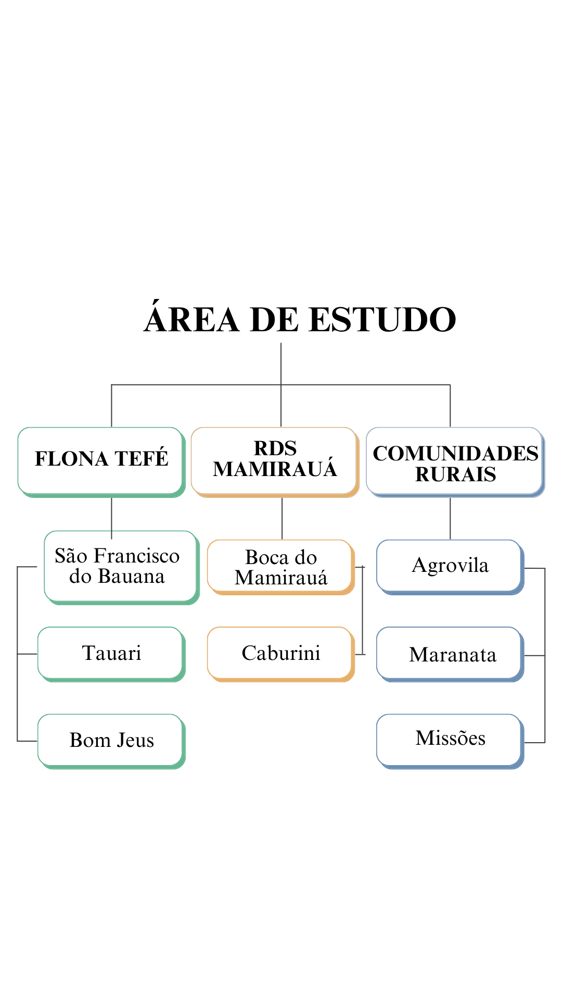 ÁREA DE ESTUDO
FLONA TEFÉ
RDS
MAMIRAUÁ
COMUNIDADES
RURAIS
São Francisco
do Bauana
Boca do
Mamirauá
Agrovila
Tauari
Caburini
Maranata
Bom Jeus
Missões